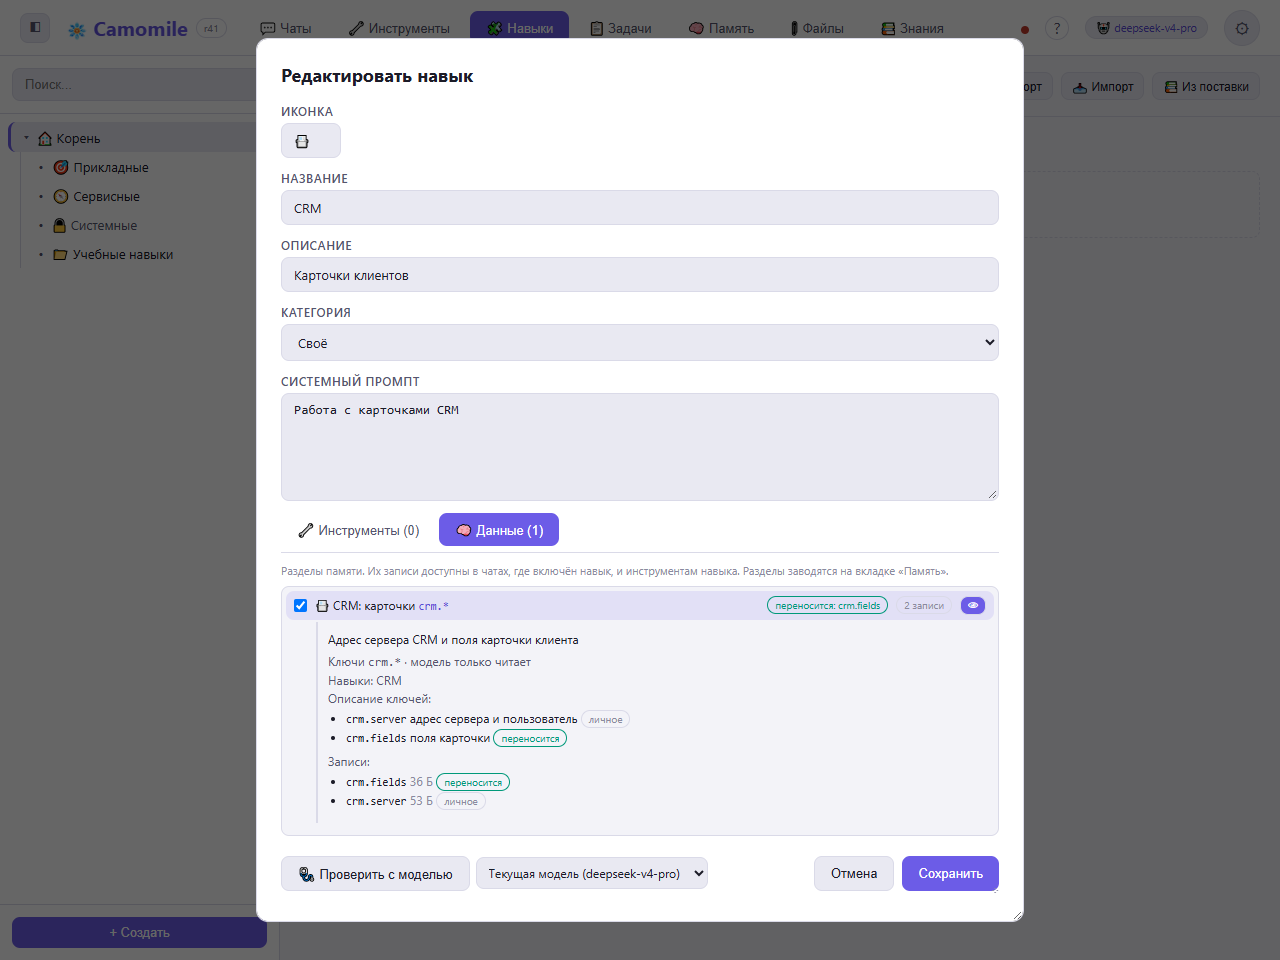 Camomile r41 Чаты Инструменты Навыки Задачи Память Файлы Знания ? deepseek-v4-pro
Поиск...
орт Импорт Из поставки
Корень
Прикладные
Сервисные
Системные
Учебные навыки
+ Создать
Редактировать навык
ИКОНКА
НАЗВАНИЕ
CRM
ОПИСАНИЕ
Карточки клиентов
КАТЕГОРИЯ
Своё
СИСТЕМНЫЙ ПРОМПТ
Работа с карточками CRM
Инструменты (0) Данные (1)
Разделы памяти. Их записи доступны в чатах, где включён навык, и инструментам навыка. Разделы заводятся на вкладке «Память».
CRM: карточки crm.* переносится: crm.fields 2 записи
Адрес сервера CRM и поля карточки клиента
Ключи crm.* · модель только читает
Навыки: CRM
Описание ключей:
• crm.server адрес сервера и пользователь личное
• crm.fields поля карточки переносится
Записи:
• crm.fields 36 Б переносится
• crm.server 53 Б личное
Проверить с моделью Текущая модель (deepseek-v4-pro) Отмена Сохранить